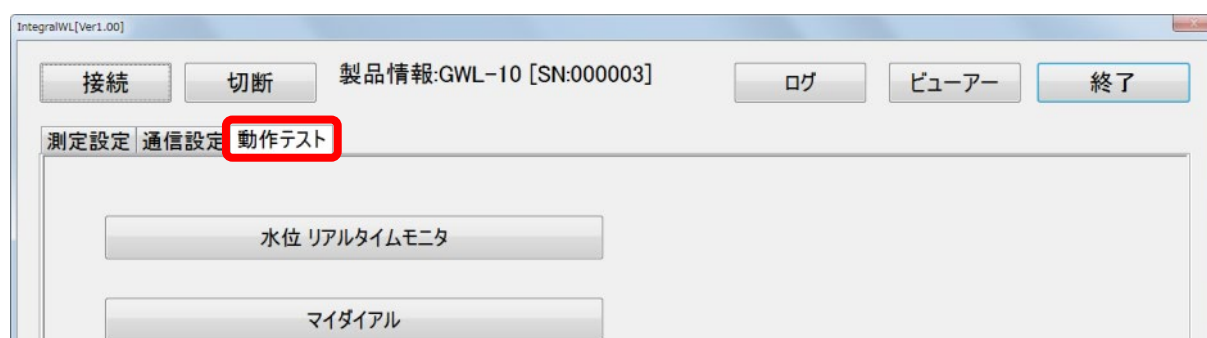 IntegralWL[Ver1.00]
接続 切断 製品情報:GWL-10 [SN:000003] ログ ビューアー 終了
測定設定 通信設定 動作テスト
水位 リアルタイムモニタ
マイダイアル